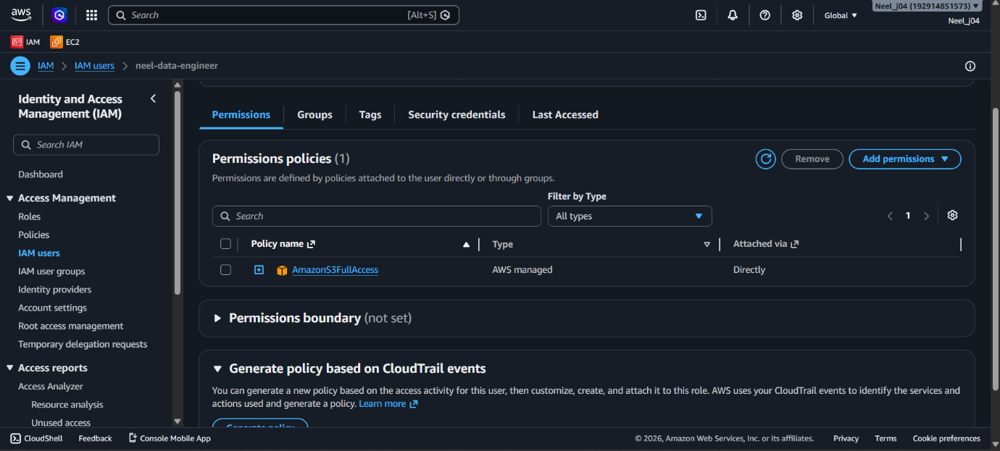 aws
Search
[Alt+S]
Global
Neel_j04 (192914851573)
Neel_j04
IAM
EC2
IAM
IAM users
neel-data-engineer
Identity and Access
Management (IAM)
Search IAM
Dashboard
Access Management
Roles
Policies
IAM users
IAM user groups
Identity providers
Account settings
Root access management
Temporary delegation requests
Access reports
Access Analyzer
Resource analysis
Unused access
Permissions
Groups
Tags
Security credentials
Last Accessed
Permissions policies (1)
Remove
Add permissions
Permissions are defined by policies attached to the user directly or through groups.
Filter by Type
Search
All types
1
Policy name
Type
Attached via
AmazonS3FullAccess
AWS managed
Directly
Permissions boundary (not set)
Generate policy based on CloudTrail events
You can generate a new policy based on the access activity for this user, then customize, create, and attach it to this role. AWS uses your CloudTrail events to identify the services and
actions used and generate a policy. Learn more
Generate policy
CloudShell
Feedback
Console Mobile App
© 2026, Amazon Web Services, Inc. or its affiliates.
Privacy
Terms
Cookie preferences